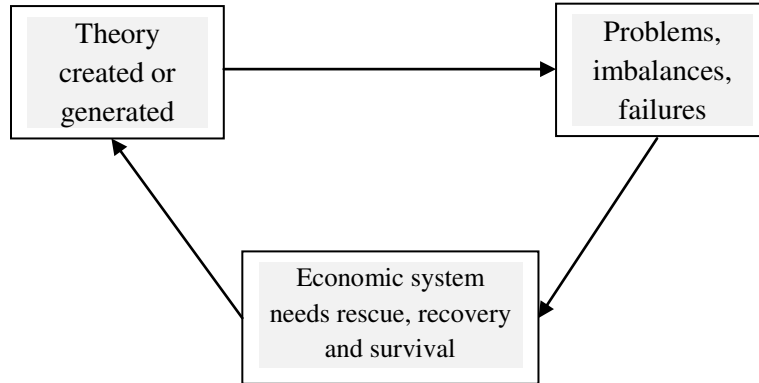 Theory
created or
generated
Problems,
imbalances,
failures
Economic system
needs rescue, recovery
and survival